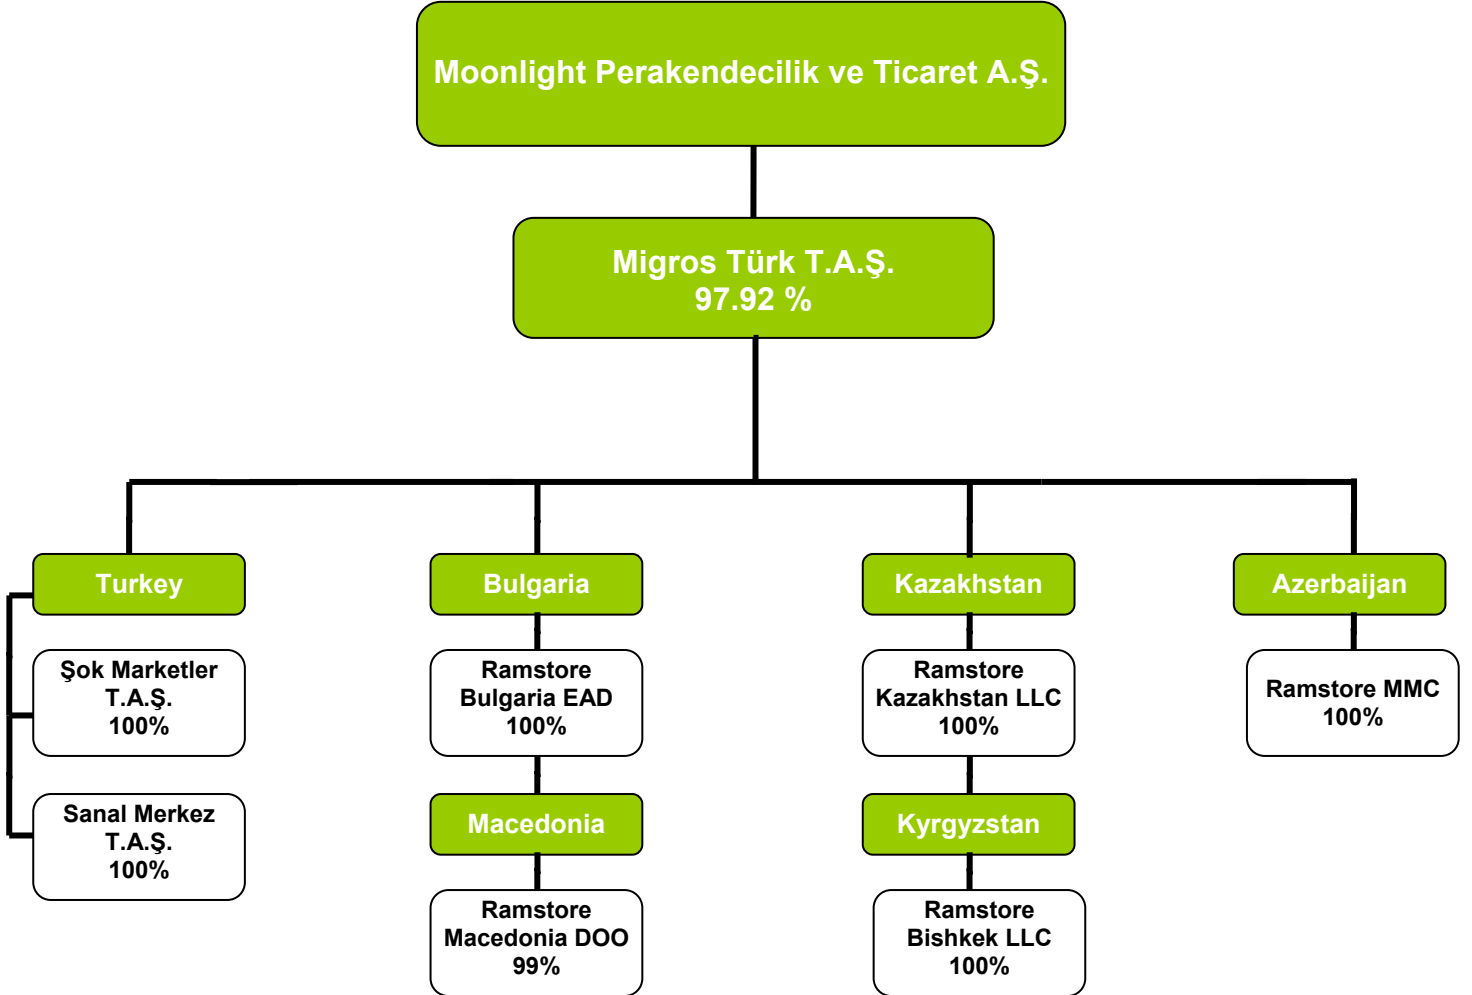 Moonlight Perakendecilik ve Ticaret A.Ş.
Migros Türk T.A.Ş.
97.92 %
Turkey
Şok Marketler
T.A.Ş.
100%
Sanal Merkez
T.A.Ş.
100%
Bulgaria
Ramstore
Bulgaria EAD
100%
Macedonia
Ramstore
Macedonia DOO
99%
Kazakhstan
Ramstore
Kazakhstan LLC
100%
Kyrgyzstan
Ramstore
Bishkek LLC
100%
Azerbaijan
Ramstore MMC
100%